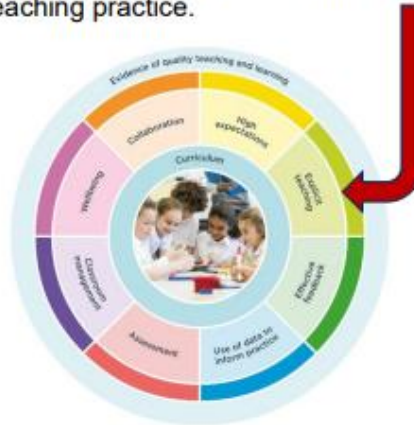 eaching practice.
Evidence of quality teaching and learning
Collaboration
High
expectations
Explicit
teaching
Effective
feedback
Use of data to
inform practice
Assessment
Classroom
management
Wellbeing
Curriculum